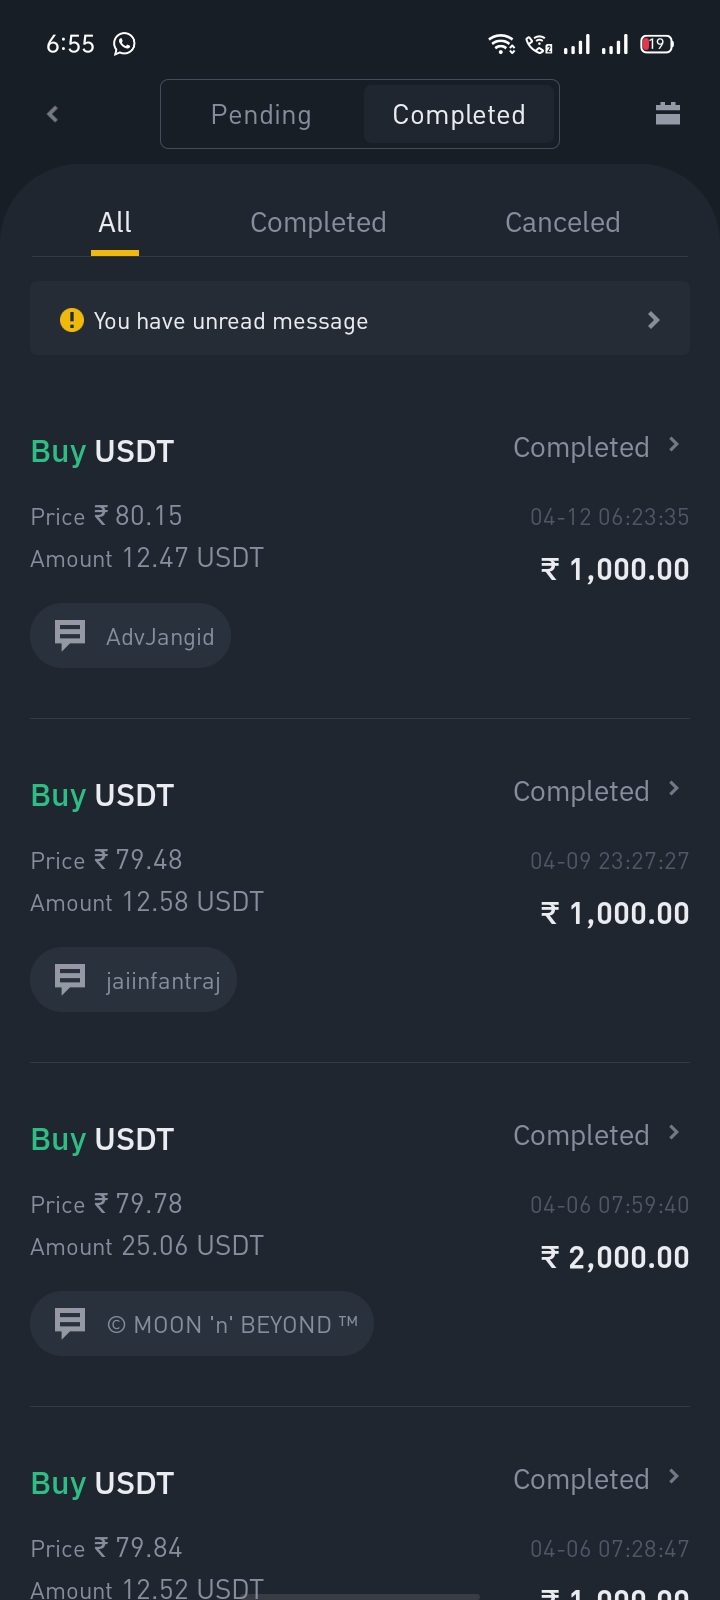 6:55 19
Pending Completed
All Completed Canceled
You have unread message
Buy USDT Completed
Price ₹ 80.15 04-12 06:23:35
Amount 12.47 USDT ₹ 1,000.00
AdvJangid
Buy USDT Completed
Price ₹ 79.48 04-09 23:27:27
Amount 12.58 USDT ₹ 1,000.00
jaiinfantraj
Buy USDT Completed
Price ₹ 79.78 04-06 07:59:40
Amount 25.06 USDT ₹ 2,000.00
© MOON 'n' BEYOND ™
Buy USDT Completed
Price ₹ 79.84 04-06 07:28:47
Amount 12.52 USDT ₹ 1,000.00